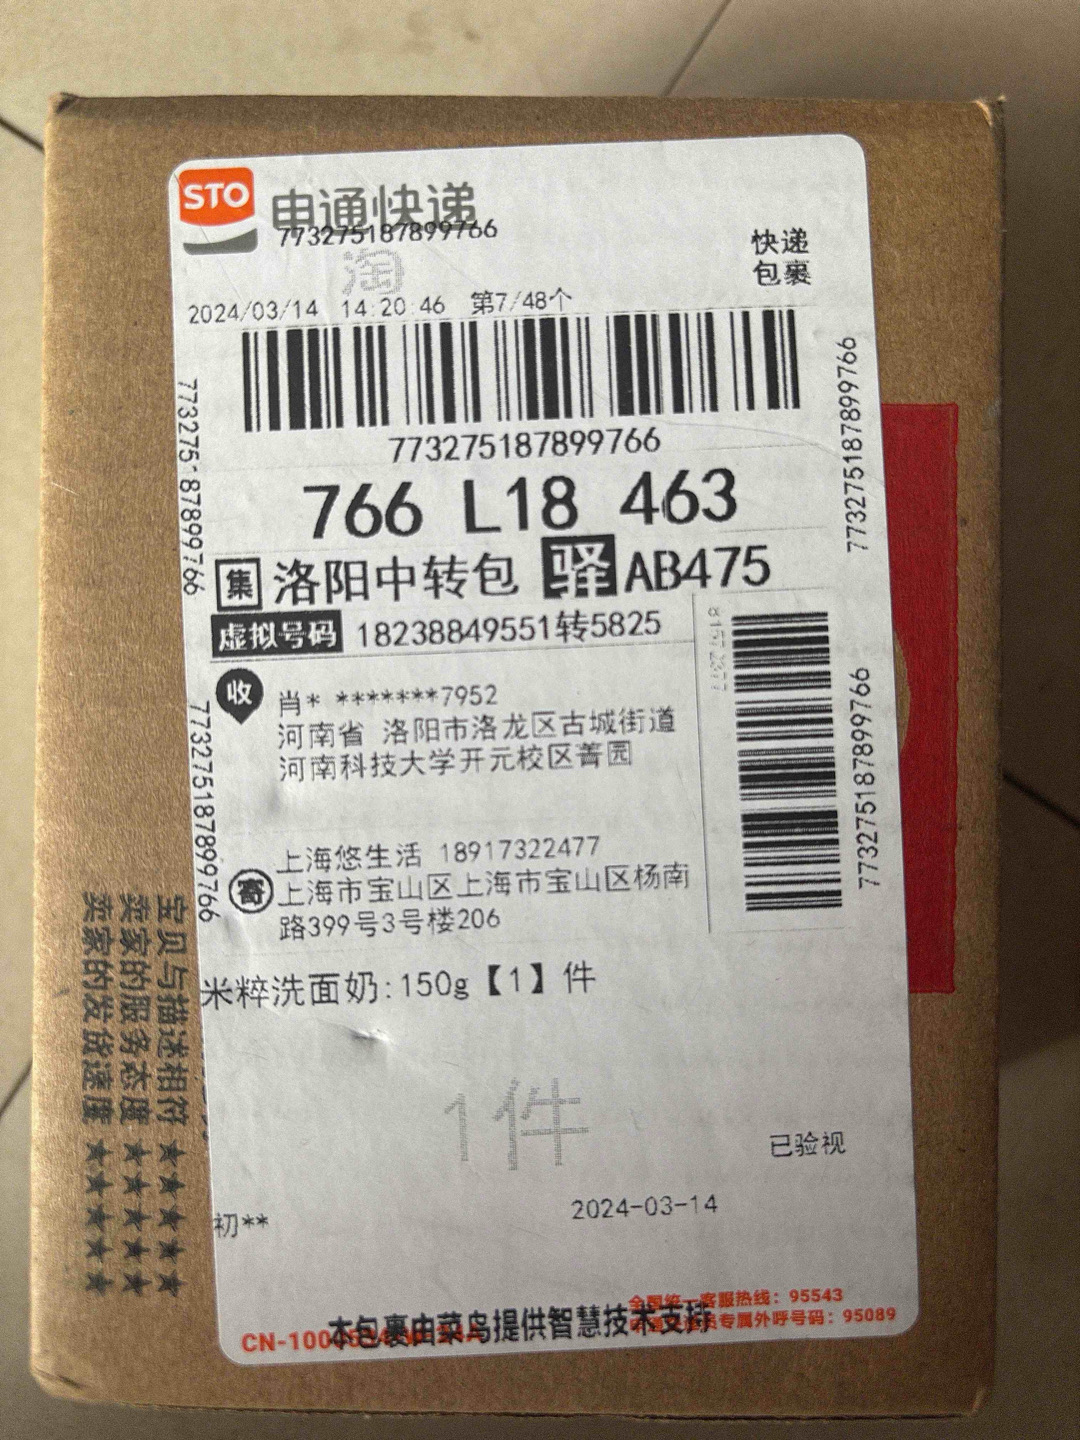 STO 申通快递
773275187899766
淘
快递
包裹
2024/03/14 14:20:46 第7/48个
773275187899766
766 L18 463
集 洛阳中转包 驿 AB475
虚拟号码 18238849551转5825
收 肖* *******7952
河南省 洛阳市洛龙区古城街道
河南科技大学开元校区菁园
寄 上海悠生活 18917322477
上海市宝山区上海市宝山区杨南
路399号3号楼206
米粹洗面奶:150g【1】件
1件
已验视
2024-03-14
初**
全国统一客服热线：95543
专属外呼号码：95089
本包裹由菜鸟提供智慧技术支持
773275187899766
773275187899766
773275187899766
773275187899766
宝贝与描述相符 ★★★★★
卖家的服务态度 ★★★★★
卖家的发货速度 ★★★★★